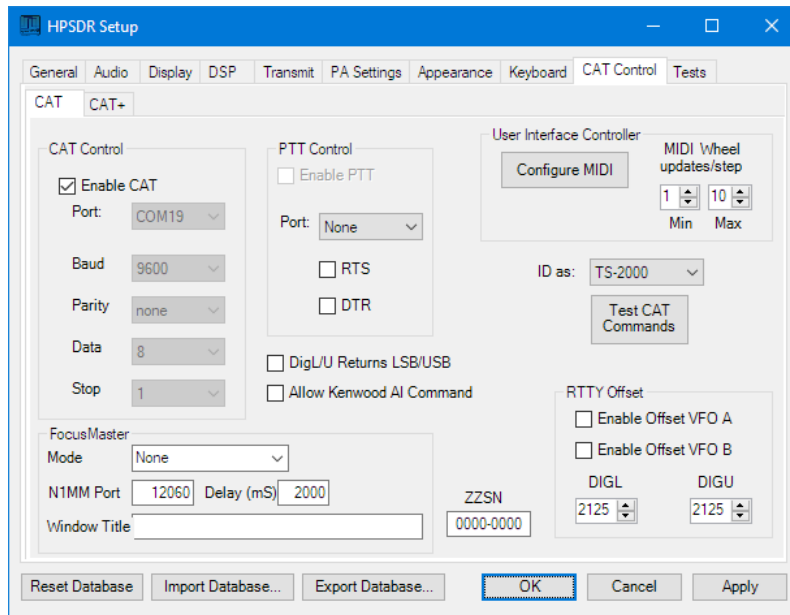 HPSDR Setup
General Audio Display DSP Transmit PA Settings Appearance Keyboard CAT Control Tests
CAT CAT+
CAT Control
Enable CAT
Port: COM19
Baud 9600
Parity none
Data 8
Stop 1
PTT Control
Enable PTT
Port: None
RTS
DTR
DigL/U Returns LSB/USB
Allow Kenwood AI Command
User Interface Controller
Configure MIDI
MIDI Wheel
updates/step
1 10
Min Max
ID as: TS-2000
Test CAT
Commands
RTTY Offset
Enable Offset VFO A
Enable Offset VFO B
DIGL DIGU
2125 2125
FocusMaster
Mode None
N1MM Port 12060 Delay (mS) 2000
Window Title
ZZSN
0000-0000
Reset Database Import Database... Export Database... OK Cancel Apply